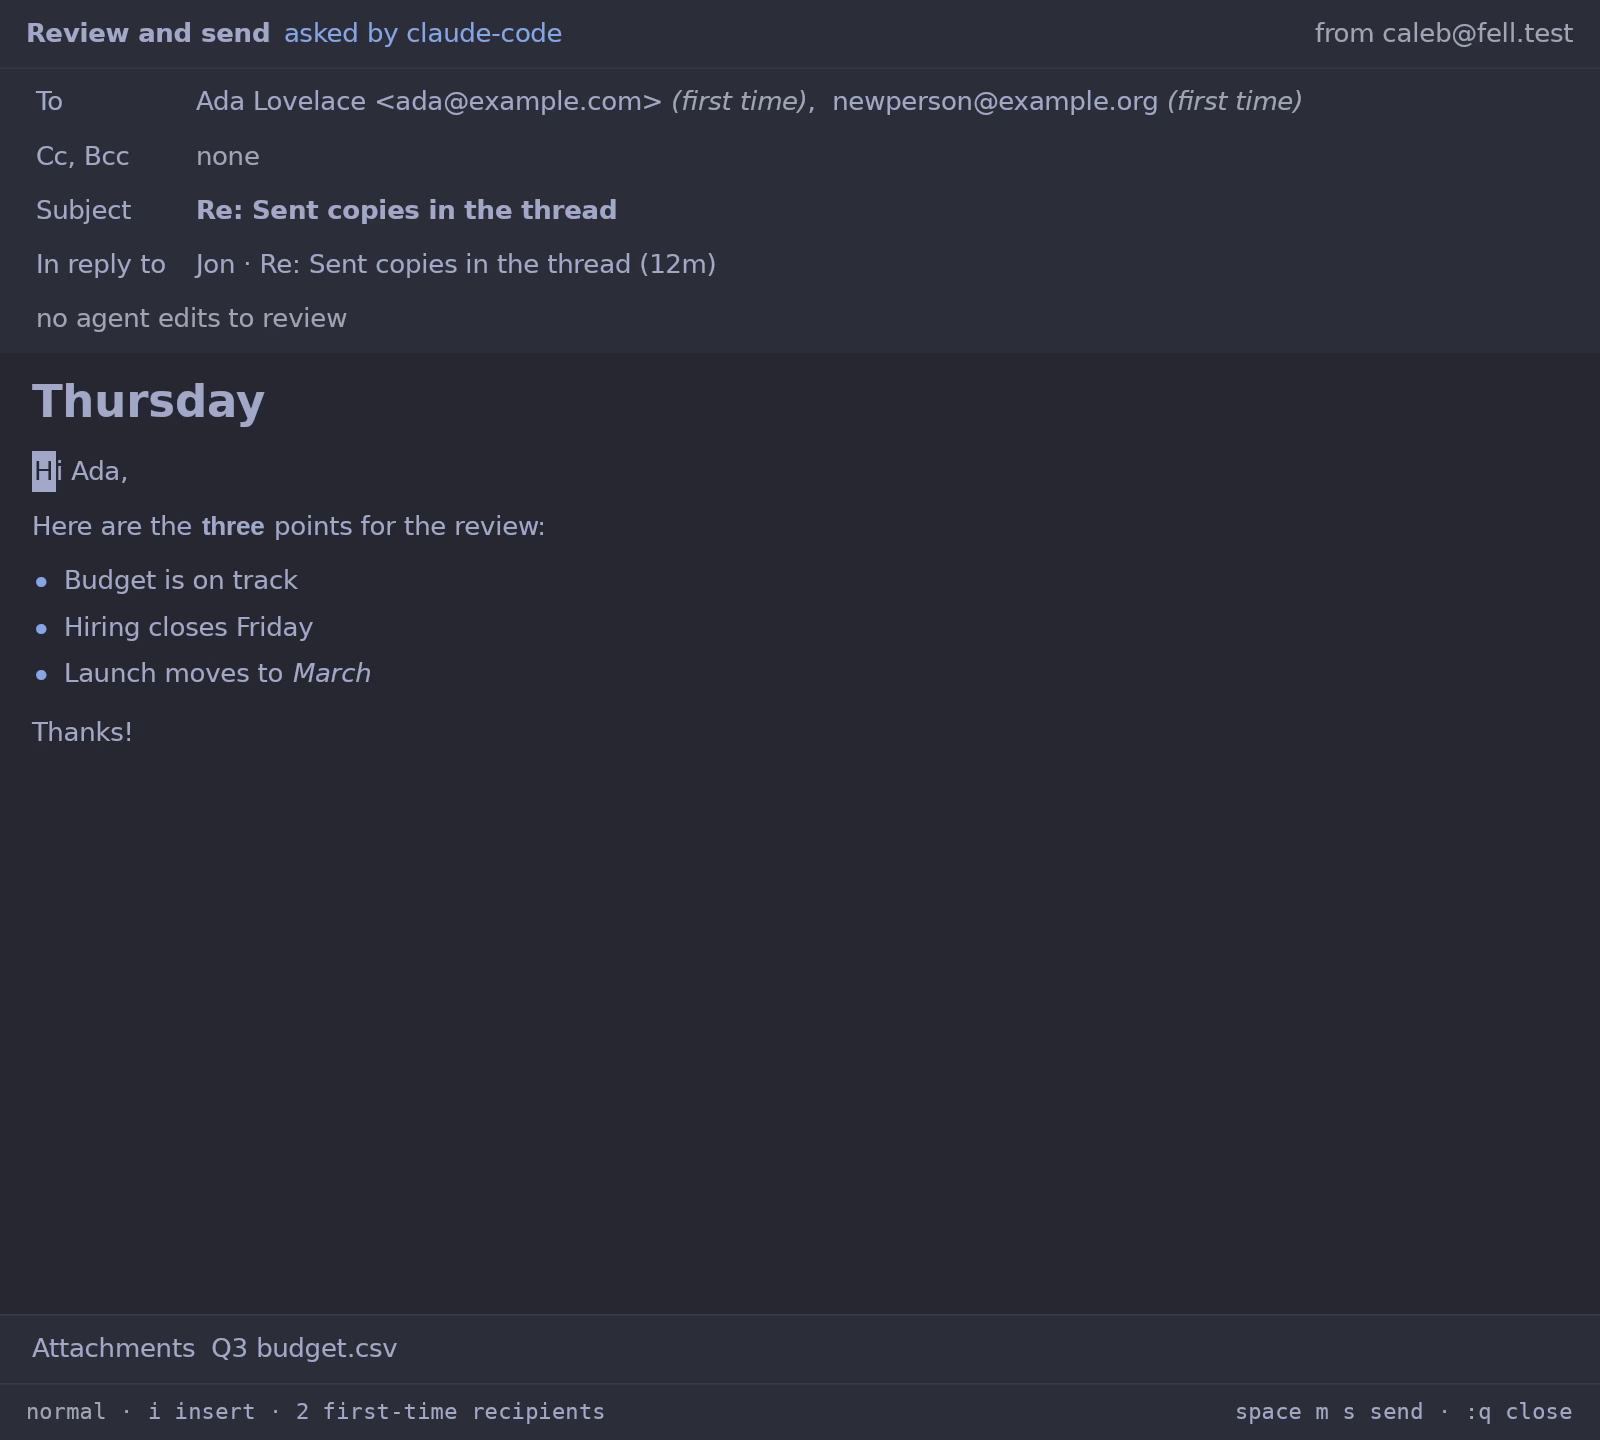 Review and send asked by claude-code from caleb@fell.test
To Ada Lovelace <ada@example.com> (first time), newperson@example.org (first time)
Cc, Bcc none
Subject Re: Sent copies in the thread
In reply to Jon · Re: Sent copies in the thread (12m)
no agent edits to review
Thursday
Hi Ada,
Here are the three points for the review:
• Budget is on track
• Hiring closes Friday
• Launch moves to March
Thanks!
Attachments Q3 budget.csv
normal · i insert · 2 first-time recipients space m s send · :q close